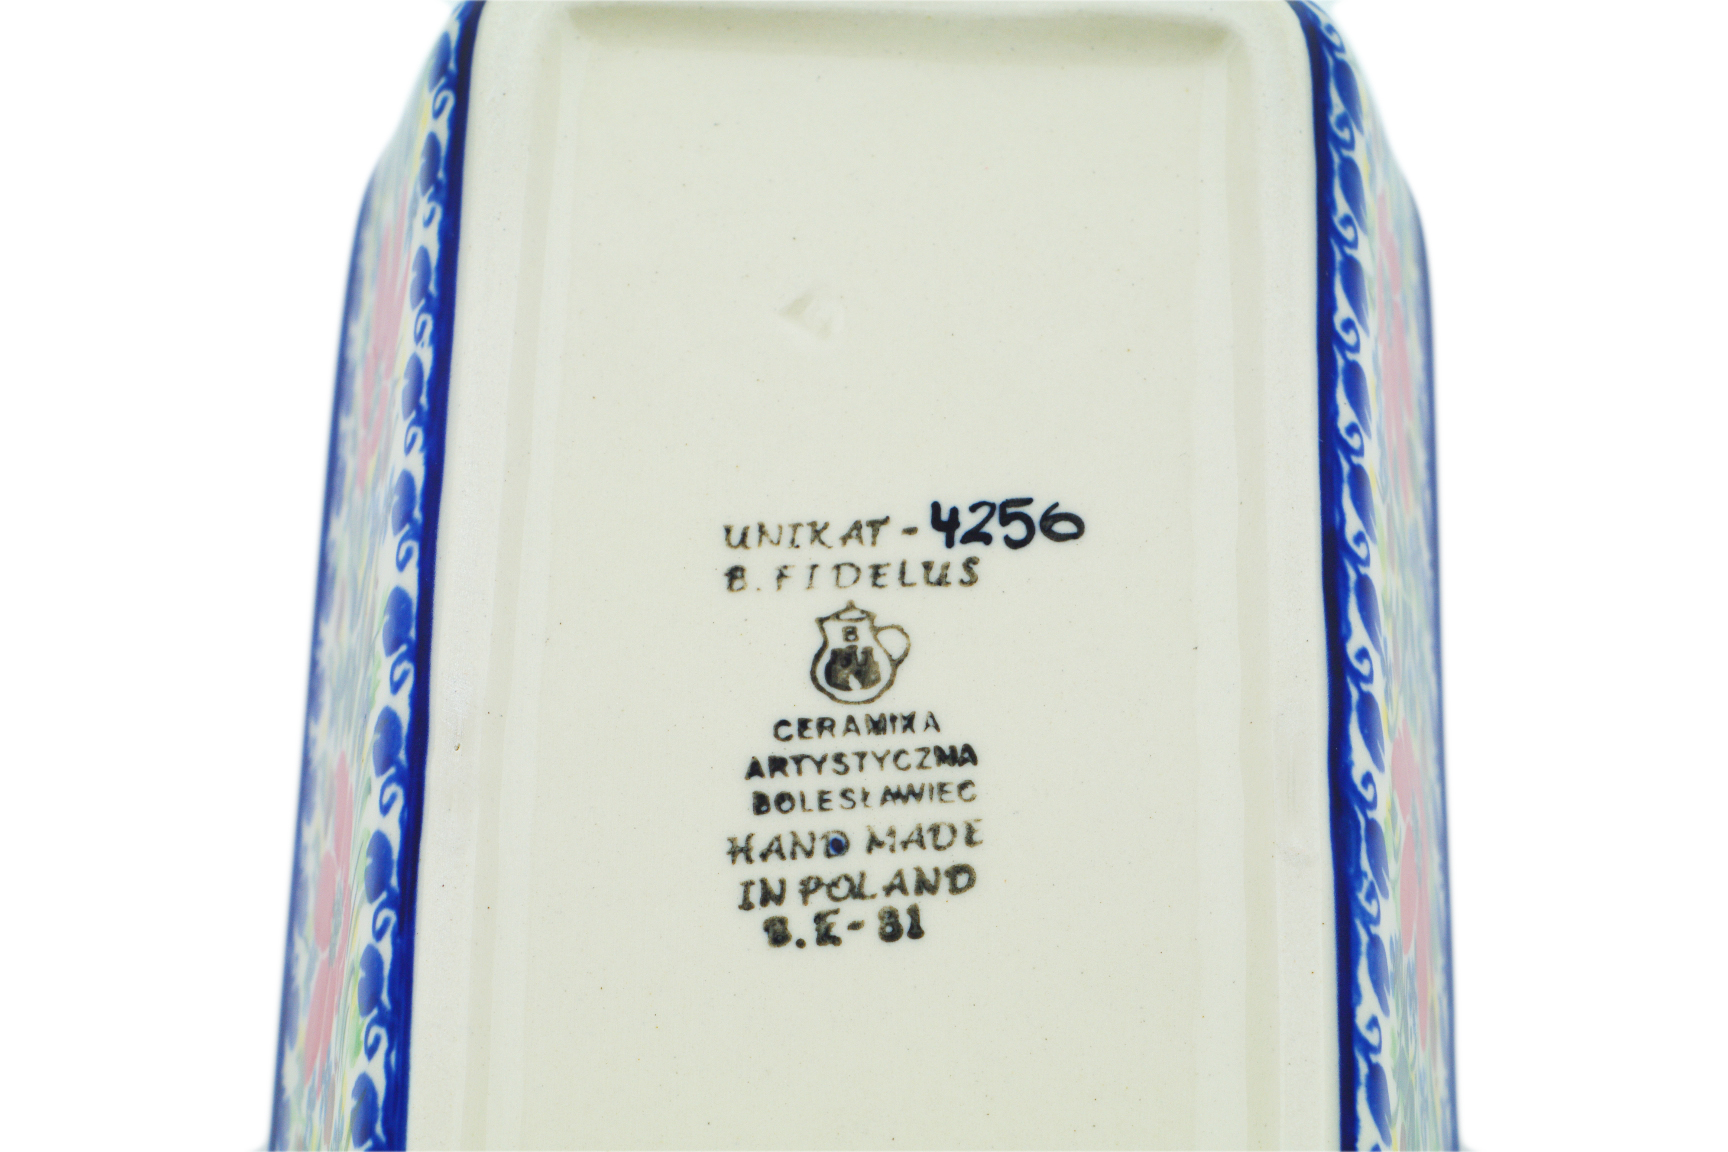 UNIKAT - 4256
B. FIDELUS
B
CERAMIKA
ARTYSTYCZNA
BOLESŁAWIEC
HAND MADE
IN POLAND
B.E-81